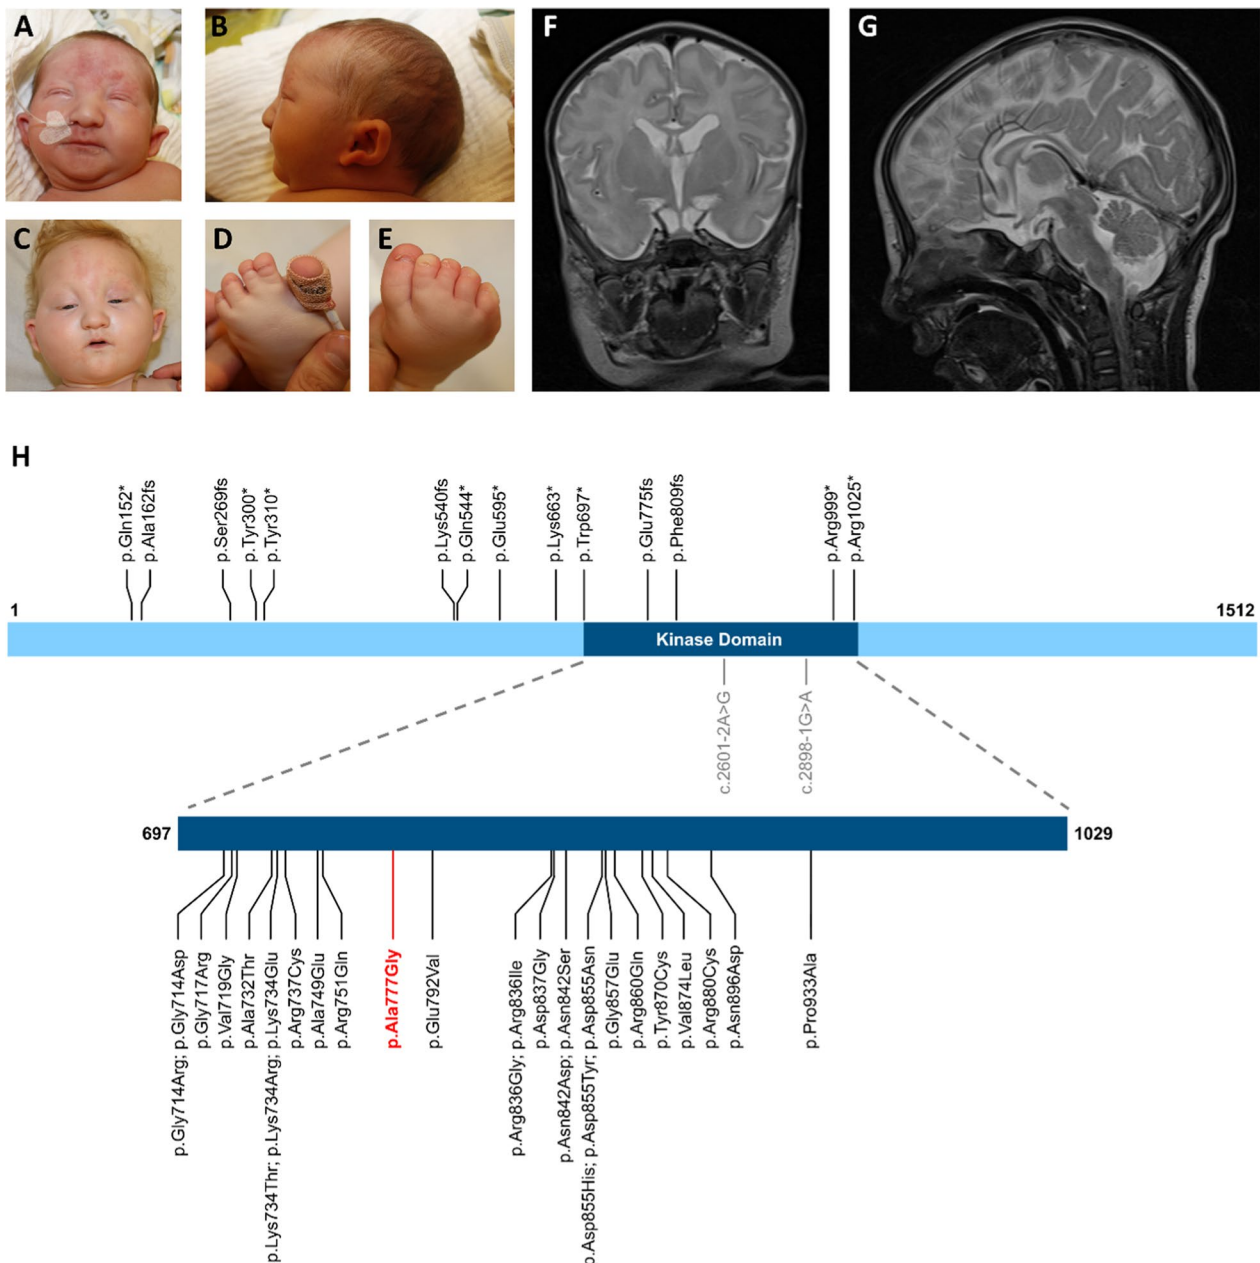 A
B
F
G
C
D
E
H
p.Gln152*
p.Ala162fs
p.Ser269fs
p.Tyr300*
p.Tyr310*
p.Lys540fs
p.Gln544*
p.Glu595*
p.Lys663*
p.Trp697*
p.Glu775fs
p.Phe809fs
p.Arg999*
p.Arg1025*
1
1512
Kinase Domain
c.2601-2A>G
c.2898-1G>A
697
1029
p.Gly714Arg; p.Gly714Asp
p.Gly717Arg
p.Val719Gly
p.Ala732Thr
p.Lys734Thr; p.Lys734Arg; p.Lys734Glu
p.Arg737Cys
p.Ala749Glu
p.Arg751Gln
p.Ala777Gly
p.Glu792Val
p.Arg836Gly; p.Arg836Ile
p.Asp837Gly
p.Asn842Asp; p.Asn842Ser
p.Asp855His; p.Asp855Tyr; p.Asp855Asn
p.Gly857Glu
p.Arg860Gln
p.Tyr870Cys
p.Val874Leu
p.Arg880Cys
p.Asn896Asp
p.Pro933Ala